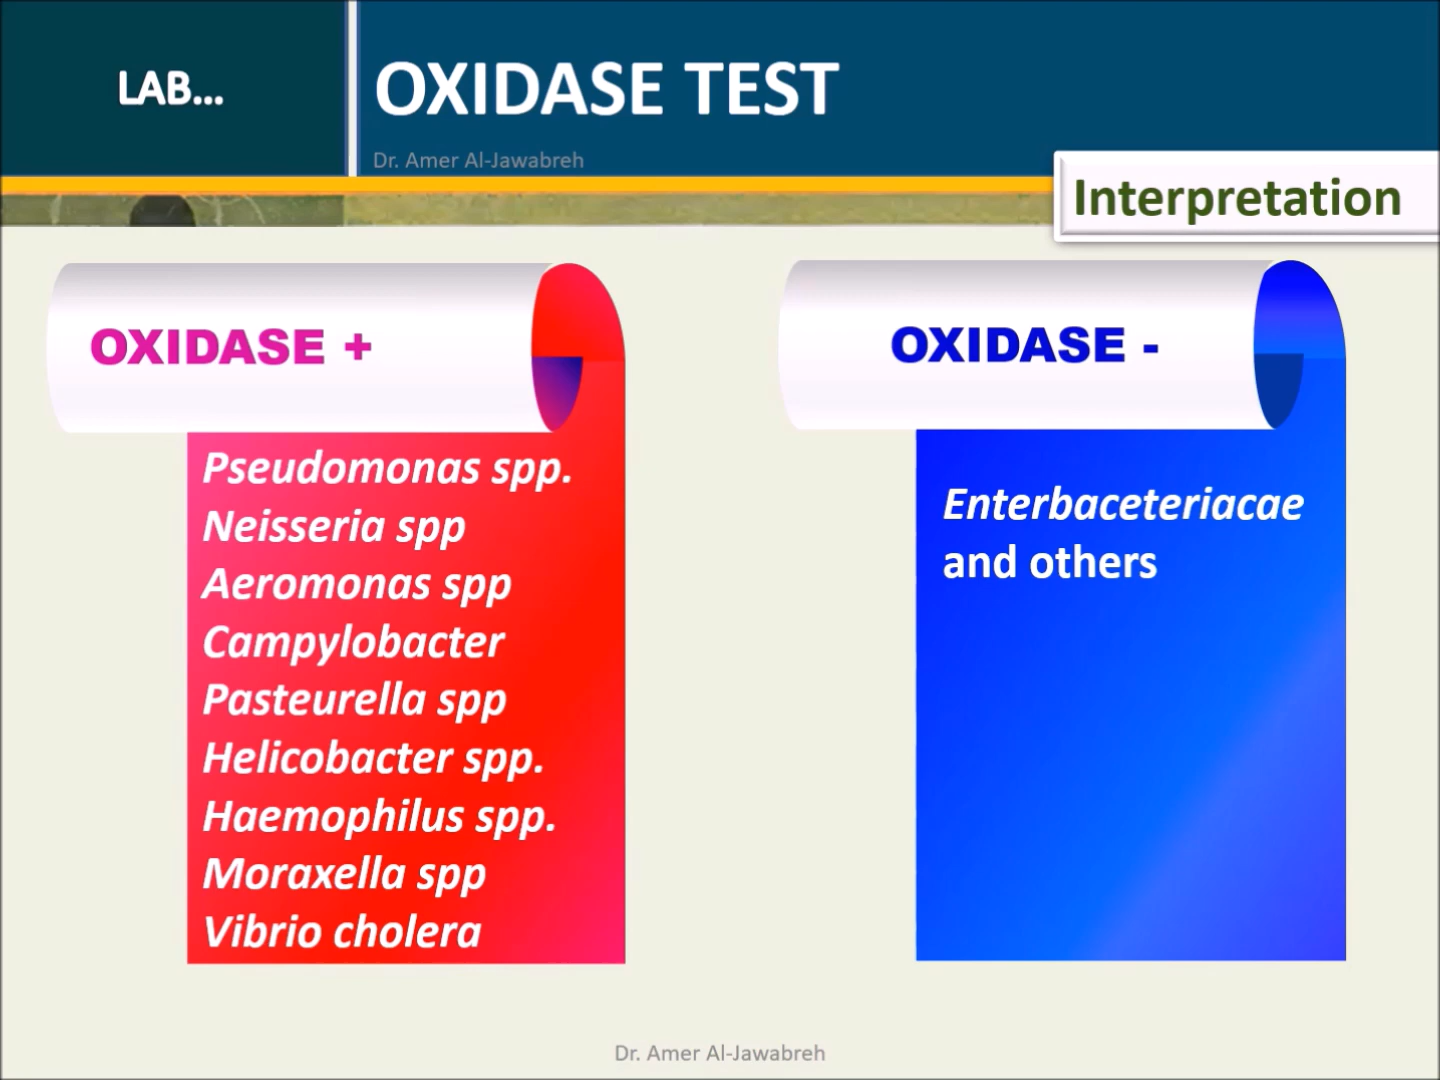 LAB...
OXIDASE TEST
Dr. Amer Al-Jawabreh
Interpretation
OXIDASE +
Pseudomonas spp.
Neisseria spp
Aeromonas spp
Campylobacter
Pasteurella spp
Helicobacter spp.
Haemophilus spp.
Moraxella spp
Vibrio cholera
OXIDASE -
Enterbaceteriacae
and others
Dr. Amer Al-Jawabreh